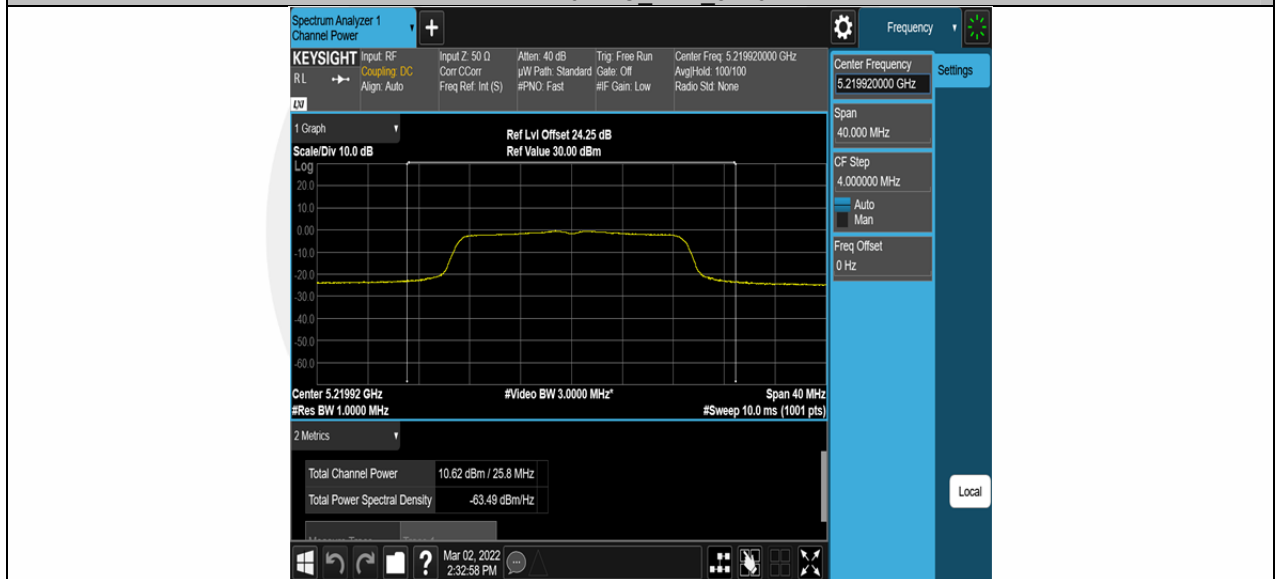 Spectrum Analyzer 1
Channel Power
+
Frequency
KEYSIGHT
Input: RF
Coupling: DC
Align: Auto
RL
LXI
Input Z: 50 Ω
Corr CCorr
Freq Ref: Int (S)
Atten: 40 dB
µW Path: Standard
#PNO: Fast
Trig: Free Run
Gate: Off
#IF Gain: Low
Center Freq: 5.219920000 GHz
Avg|Hold: 100/100
Radio Std: None
Center Frequency
5.219920000 GHz
Settings
Span
40.000 MHz
CF Step
4.000000 MHz
Auto
Man
Freq Offset
0 Hz
1 Graph
Scale/Div 10.0 dB
Ref Lvl Offset 24.25 dB
Ref Value 30.00 dBm
Log
20.0
10.0
0.00
-10.0
-20.0
-30.0
-40.0
-50.0
-60.0
Center 5.21992 GHz
#Video BW 3.0000 MHz*
Span 40 MHz
#Res BW 1.0000 MHz
#Sweep 10.0 ms (1001 pts)
2 Metrics
Total Channel Power 10.62 dBm / 25.8 MHz
Total Power Spectral Density -63.49 dBm/Hz
Local
?
Mar 02, 2022
2:32:58 PM